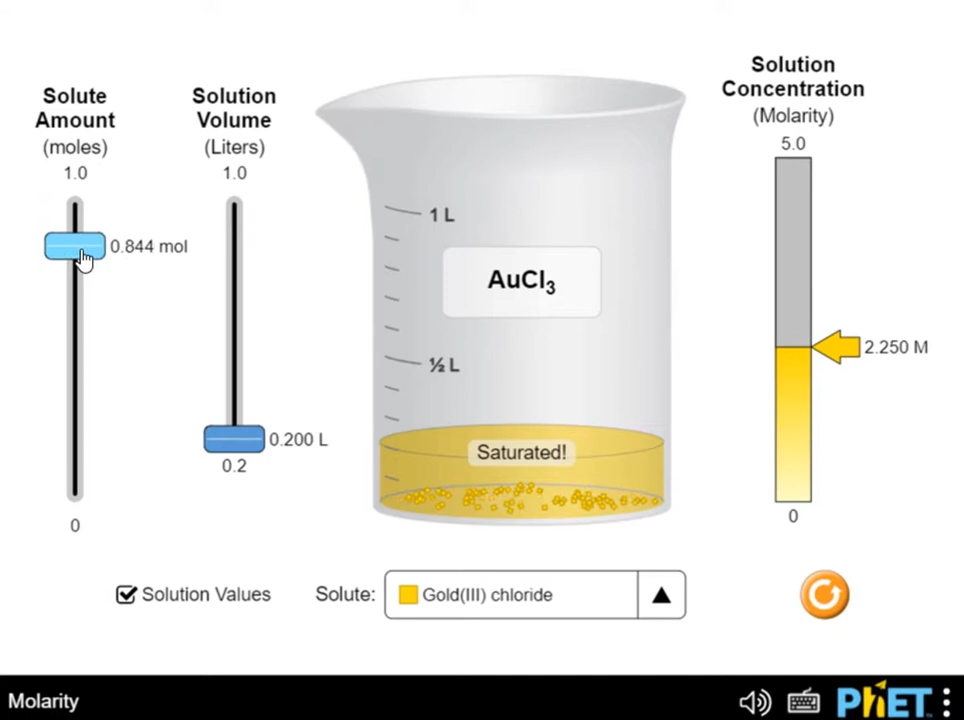 Solute
Amount
(moles)
1.0
0.844 mol
0
Solution
Volume
(Liters)
1.0
0.200 L
0.2
1 L
AuCl₃
½ L
Saturated!
Solution
Concentration
(Molarity)
5.0
2.250 M
0
Solution Values
Solute:
Gold(III) chloride
Molarity
PhET